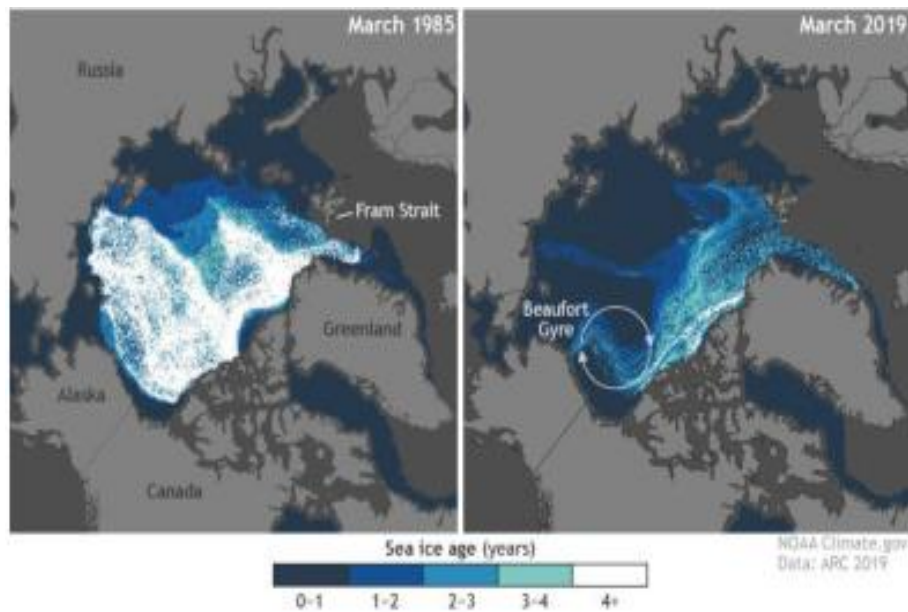 March 1985
March 2019
Russia
Fram Strait
Beaufort
Gyre
Greenland
Alaska
Canada
NOAA Climate.gov
Data: ARC 2019
Sea ice age (years)
0-1 1-2 2-3 3-4 4+